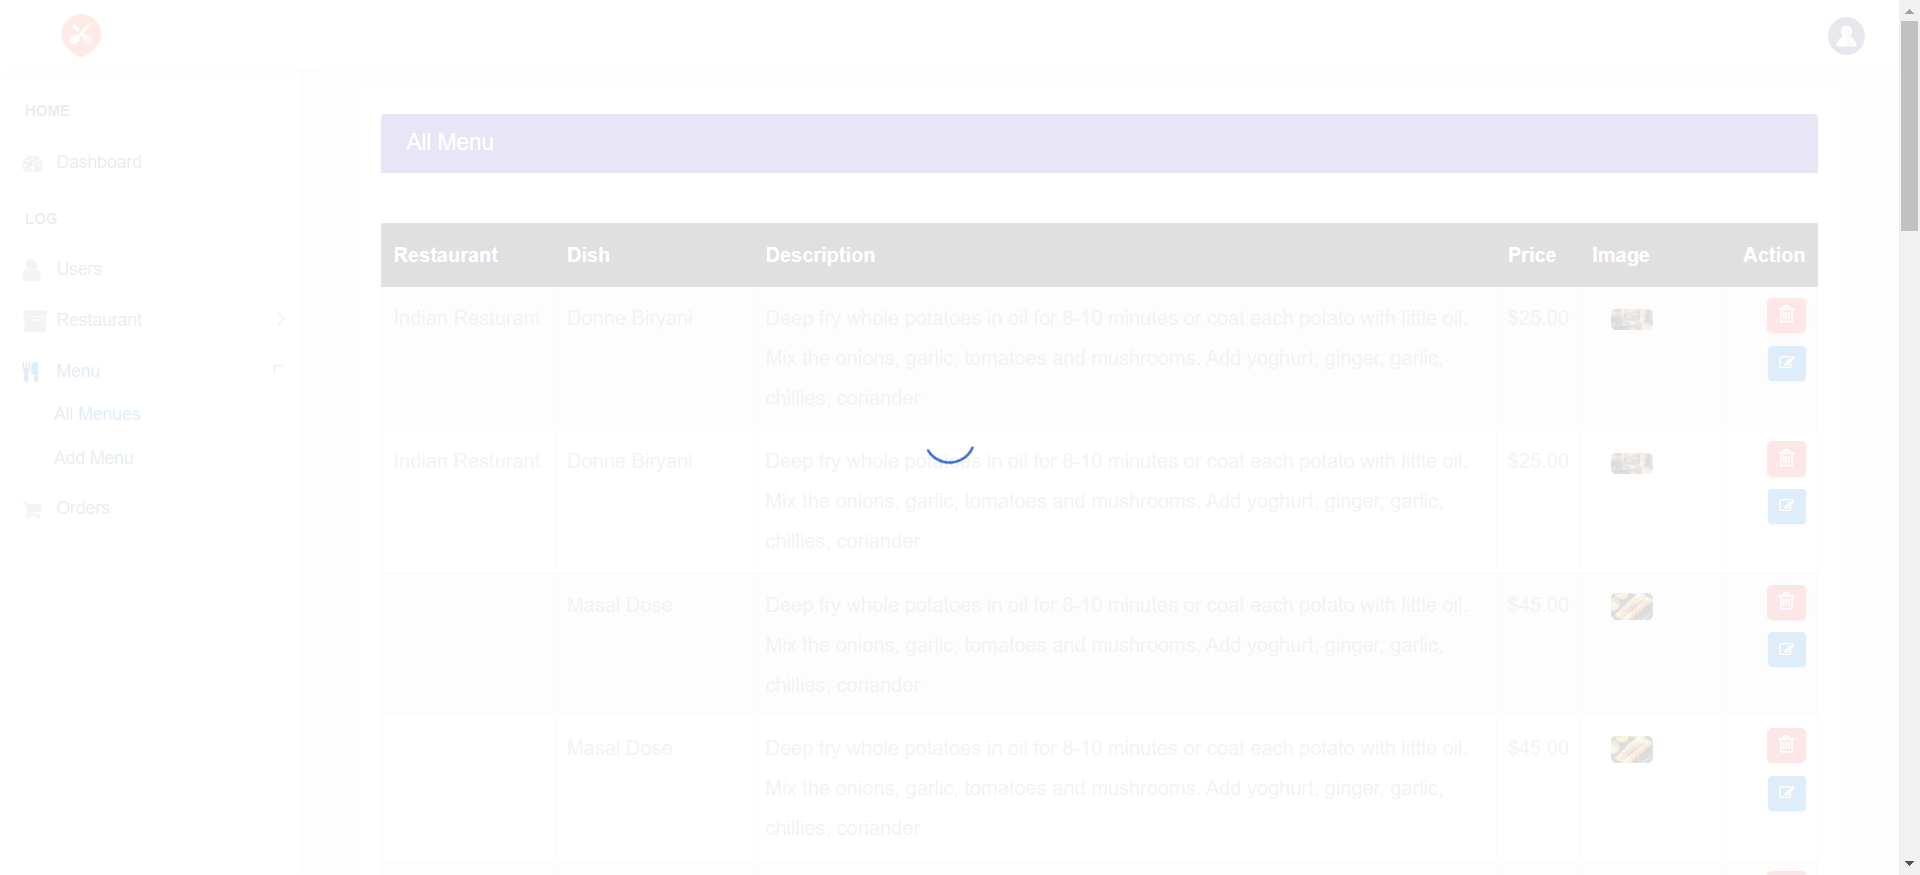 HOME
Dashboard
LOG
Users
Restaurant
Menu
All Menues
Add Menu
Orders
All Menu
Restaurant Dish Description Price Image Action
Indian Resturant Donne Biryani Deep fry whole potatoes in oil for 8-10 minutes or coat each potato with little oil. $25.00
Mix the onions, garlic, tomatoes and mushrooms. Add yoghurt, ginger, garlic,
chillies, coriander
Indian Resturant Donne Biryani Deep fry whole potatoes in oil for 8-10 minutes or coat each potato with little oil. $25.00
Mix the onions, garlic, tomatoes and mushrooms. Add yoghurt, ginger, garlic,
chillies, coriander
Masal Dose Deep fry whole potatoes in oil for 8-10 minutes or coat each potato with little oil. $45.00
Mix the onions, garlic, tomatoes and mushrooms. Add yoghurt, ginger, garlic,
chillies, coriander
Masal Dose Deep fry whole potatoes in oil for 8-10 minutes or coat each potato with little oil. $45.00
Mix the onions, garlic, tomatoes and mushrooms. Add yoghurt, ginger, garlic,
chillies, coriander